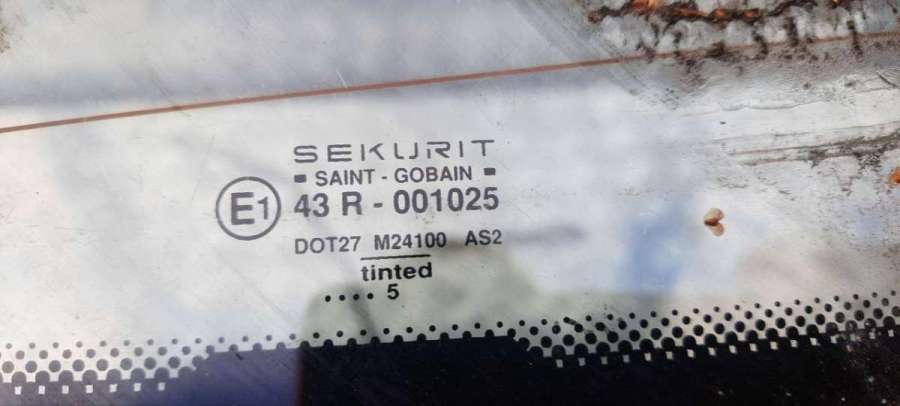 SEKURIT
▪ SAINT - GOBAIN ▪
E1 43 R - 001025
DOT27 M24100 AS2
tinted
.... 5